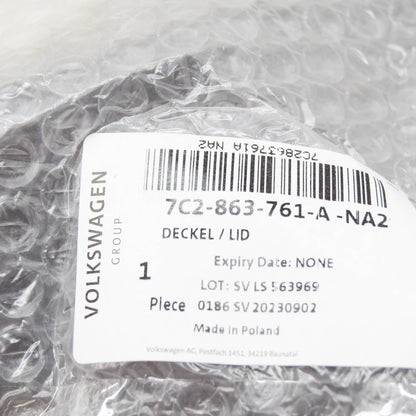 7C2863761A NA2
7C2-863-761-A -NA2
DECKEL / LID
Expiry Date: NONE
1
LOT: SV LS 563969
Piece 0186 SV 20230902
Made in Poland
Volkswagen AG, Postfach 1451, 34219 Baunatal
VOLKSWAGEN
GROUP